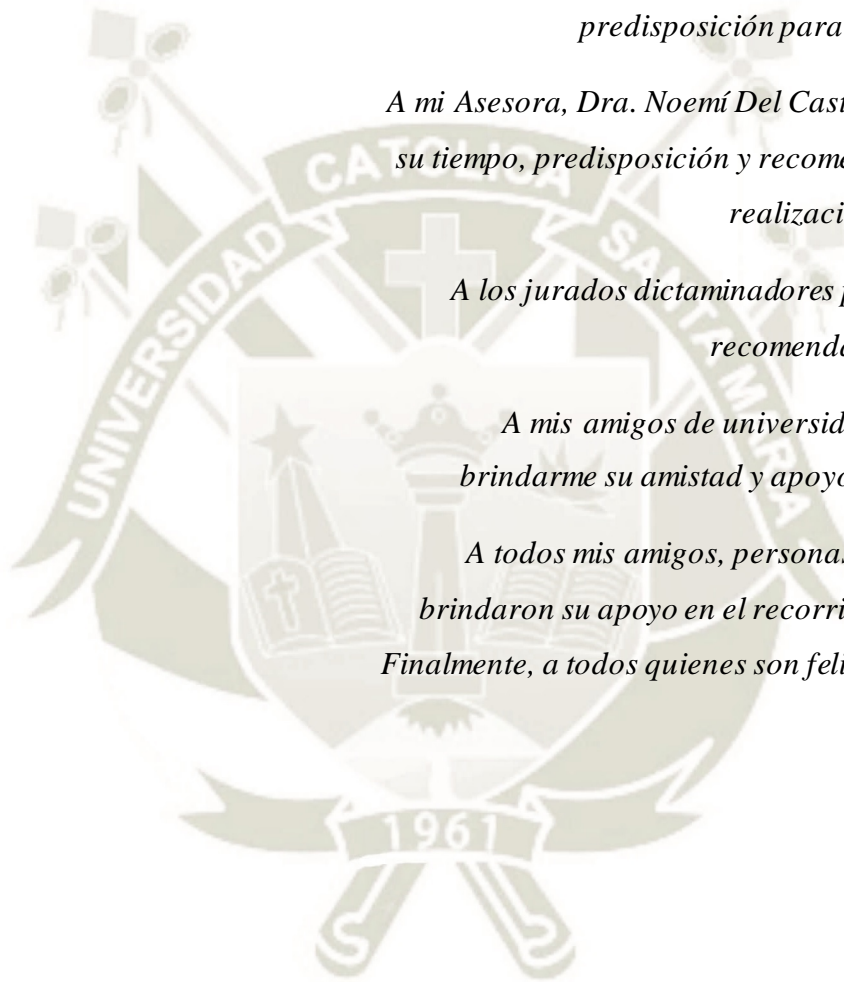 predisposición para
A mi Asesora, Dra. Noemí Del Cast
su tiempo, predisposición y recome
realizaci
A los jurados dictaminadores p
recomenda
A mis amigos de universid
brindarme su amistad y apoyo
A todos mis amigos, personas
brindaron su apoyo en el recorri
Finalmente, a todos quienes son feli
UNIVERSIDAD CATOLICA SANTA MARIA
1961